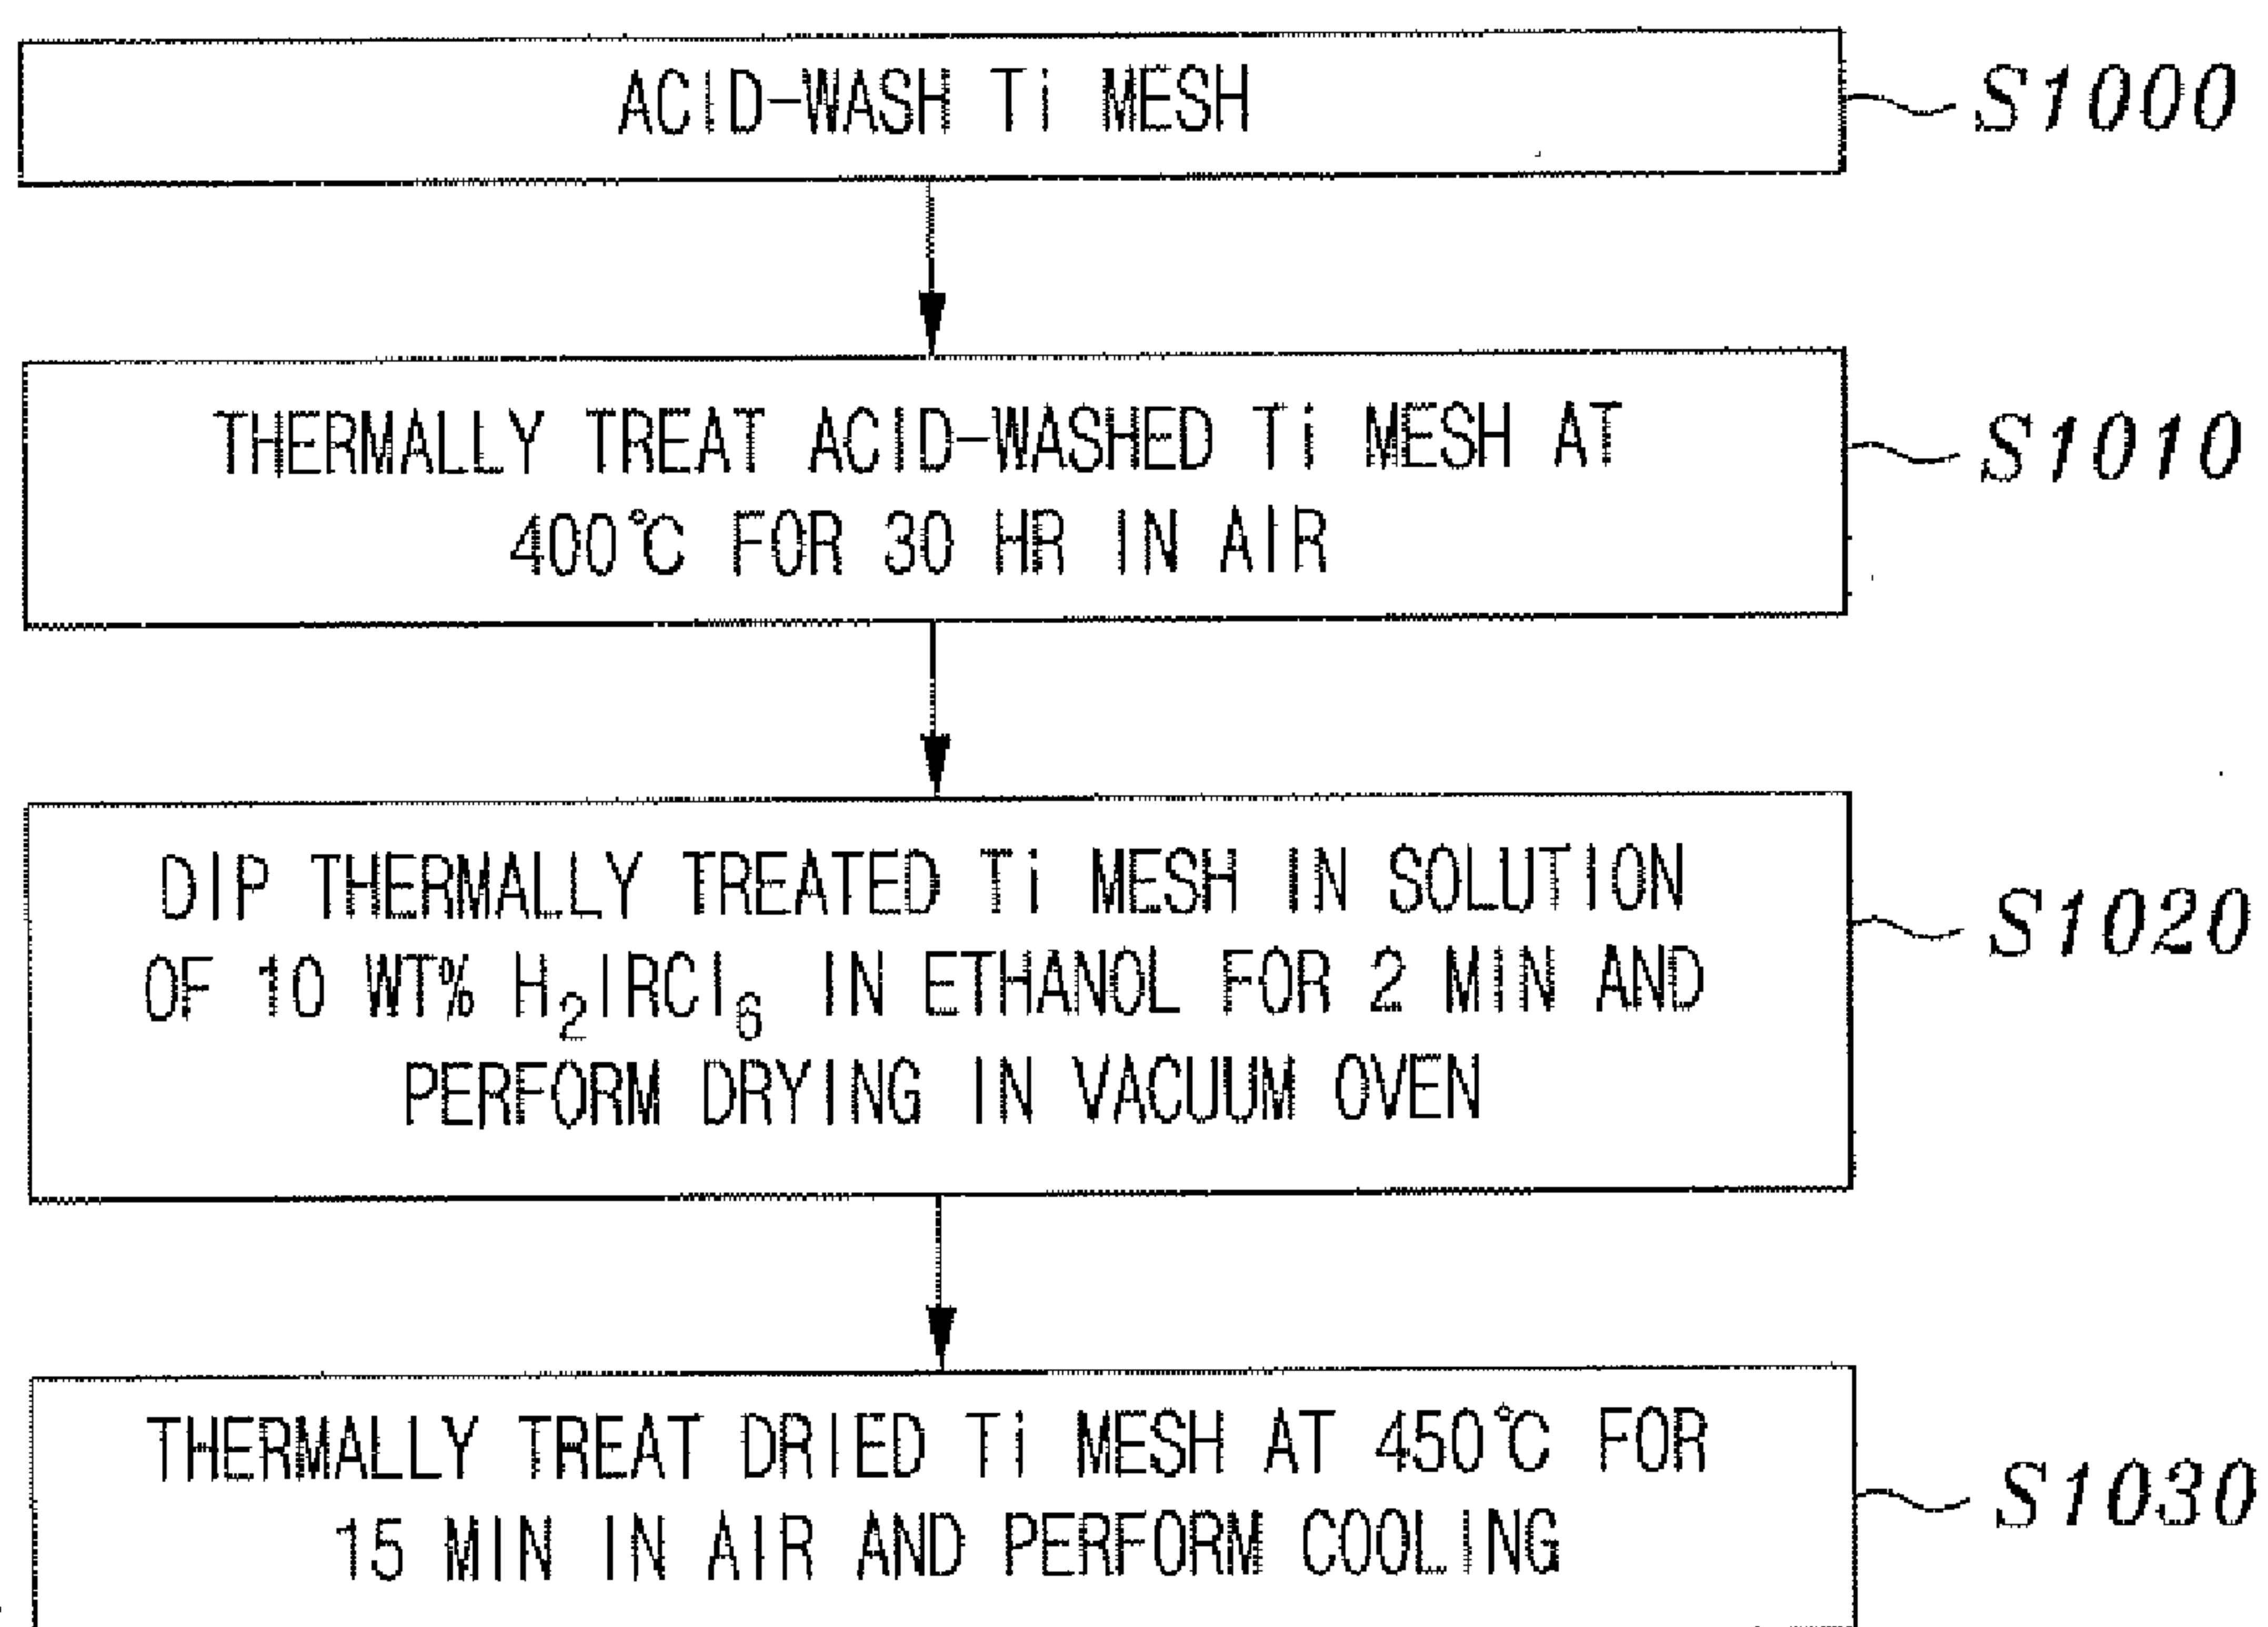 ACID-WASH Ti MESH
S1000
THERMALLY TREAT ACID-WASHED Ti MESH AT
400℃ FOR 30 HR IN AIR
S1010
DIP THERMALLY TREATED Ti MESH IN SOLUTION
OF 10 WT% H₂IRCl₆ IN ETHANOL FOR 2 MIN AND
PERFORM DRYING IN VACUUM OVEN
S1020
THERMALLY TREAT DRIED Ti MESH AT 450℃ FOR
15 MIN IN AIR AND PERFORM COOLING
S1030